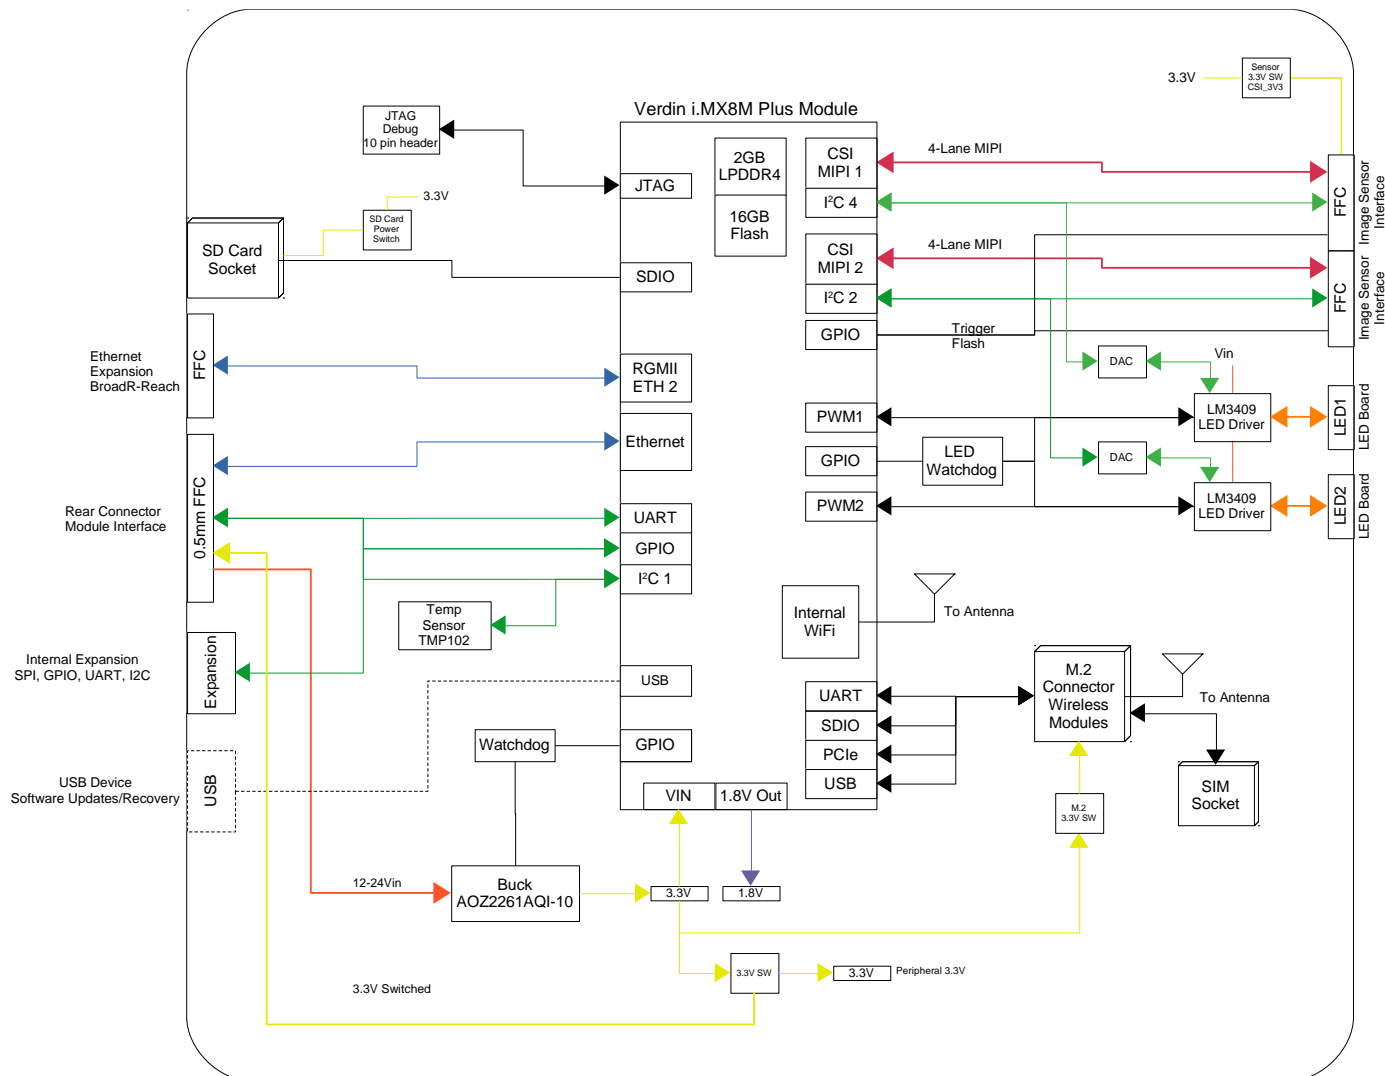 Sensor
3.3V SW
CSI_3V3
3.3V
Verdin i.MX8M Plus Module
JTAG
Debug
10 pin header
2GB
LPDDR4
CSI
MIPI 1
4-Lane MIPI
JTAG
3.3V
I²C 4
FFC
Image Sensor
Interface
SD Card
Power
Switch
16GB
Flash
SD Card
Socket
CSI
MIPI 2
4-Lane MIPI
SDIO
I²C 2
FFC
Image Sensor
Interface
GPIO
Trigger
Flash
Ethernet
Expansion
BroadR-Reach
FFC
RGMII
ETH 2
DAC
Vin
PWM1
LM3409
LED Driver
LED1
LED Board
Ethernet
GPIO
LED
Watchdog
DAC
Rear Connector
Module Interface
0.5mm FFC
PWM2
LM3409
LED Driver
LED2
LED Board
UART
GPIO
I²C 1
Temp
Sensor
TMP102
Internal
WiFi
To Antenna
Internal Expansion
SPI, GPIO, UART, I2C
Expansion
USB
M.2
Connector
Wireless
Modules
To Antenna
UART
SDIO
PCIe
USB
Watchdog
GPIO
USB Device
Software Updates/Recovery
USB
VIN
1.8V Out
M.2
3.3V SW
SIM
Socket
12-24Vin
Buck
AOZ2261AQI-10
3.3V
1.8V
3.3V SW
3.3V
Peripheral 3.3V
3.3V Switched